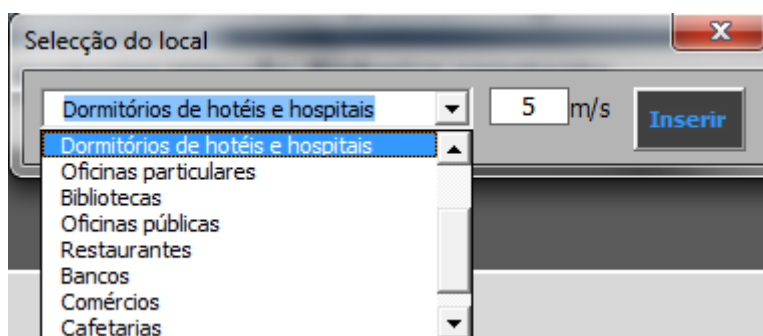 Selecção do local
Dormitórios de hotéis e hospitais 5 m/s Inserir
Dormitórios de hotéis e hospitais
Oficinas particulares
Bibliotecas
Oficinas públicas
Restaurantes
Bancos
Comércios
Cafetarias